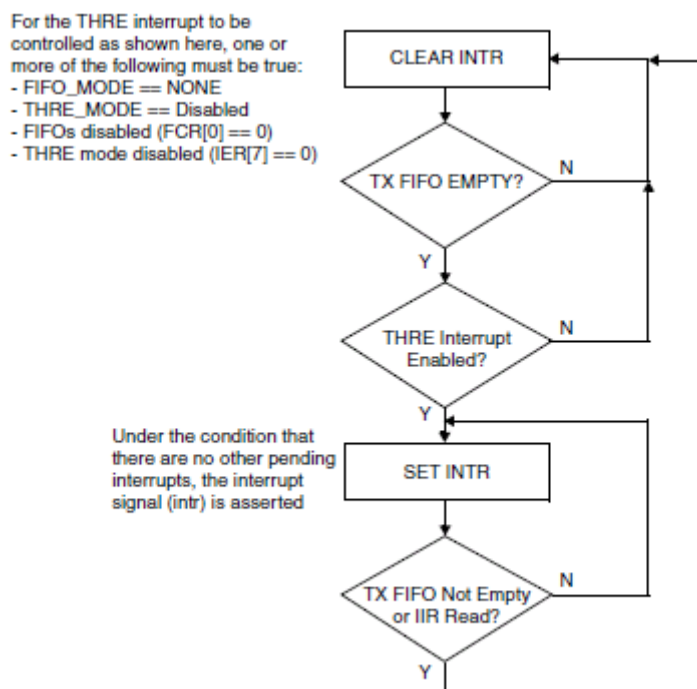 For the THRE interrupt to be
controlled as shown here, one or
more of the following must be true:
- FIFO_MODE == NONE
- THRE_MODE == Disabled
- FIFOs disabled (FCR[0] == 0)
- THRE mode disabled (IER[7] == 0)
CLEAR INTR
TX FIFO EMPTY?
N
Y
THRE Interrupt
Enabled?
N
Y
Under the condition that
there are no other pending
interrupts, the interrupt
signal (intr) is asserted
SET INTR
TX FIFO Not Empty
or IIR Read?
N
Y